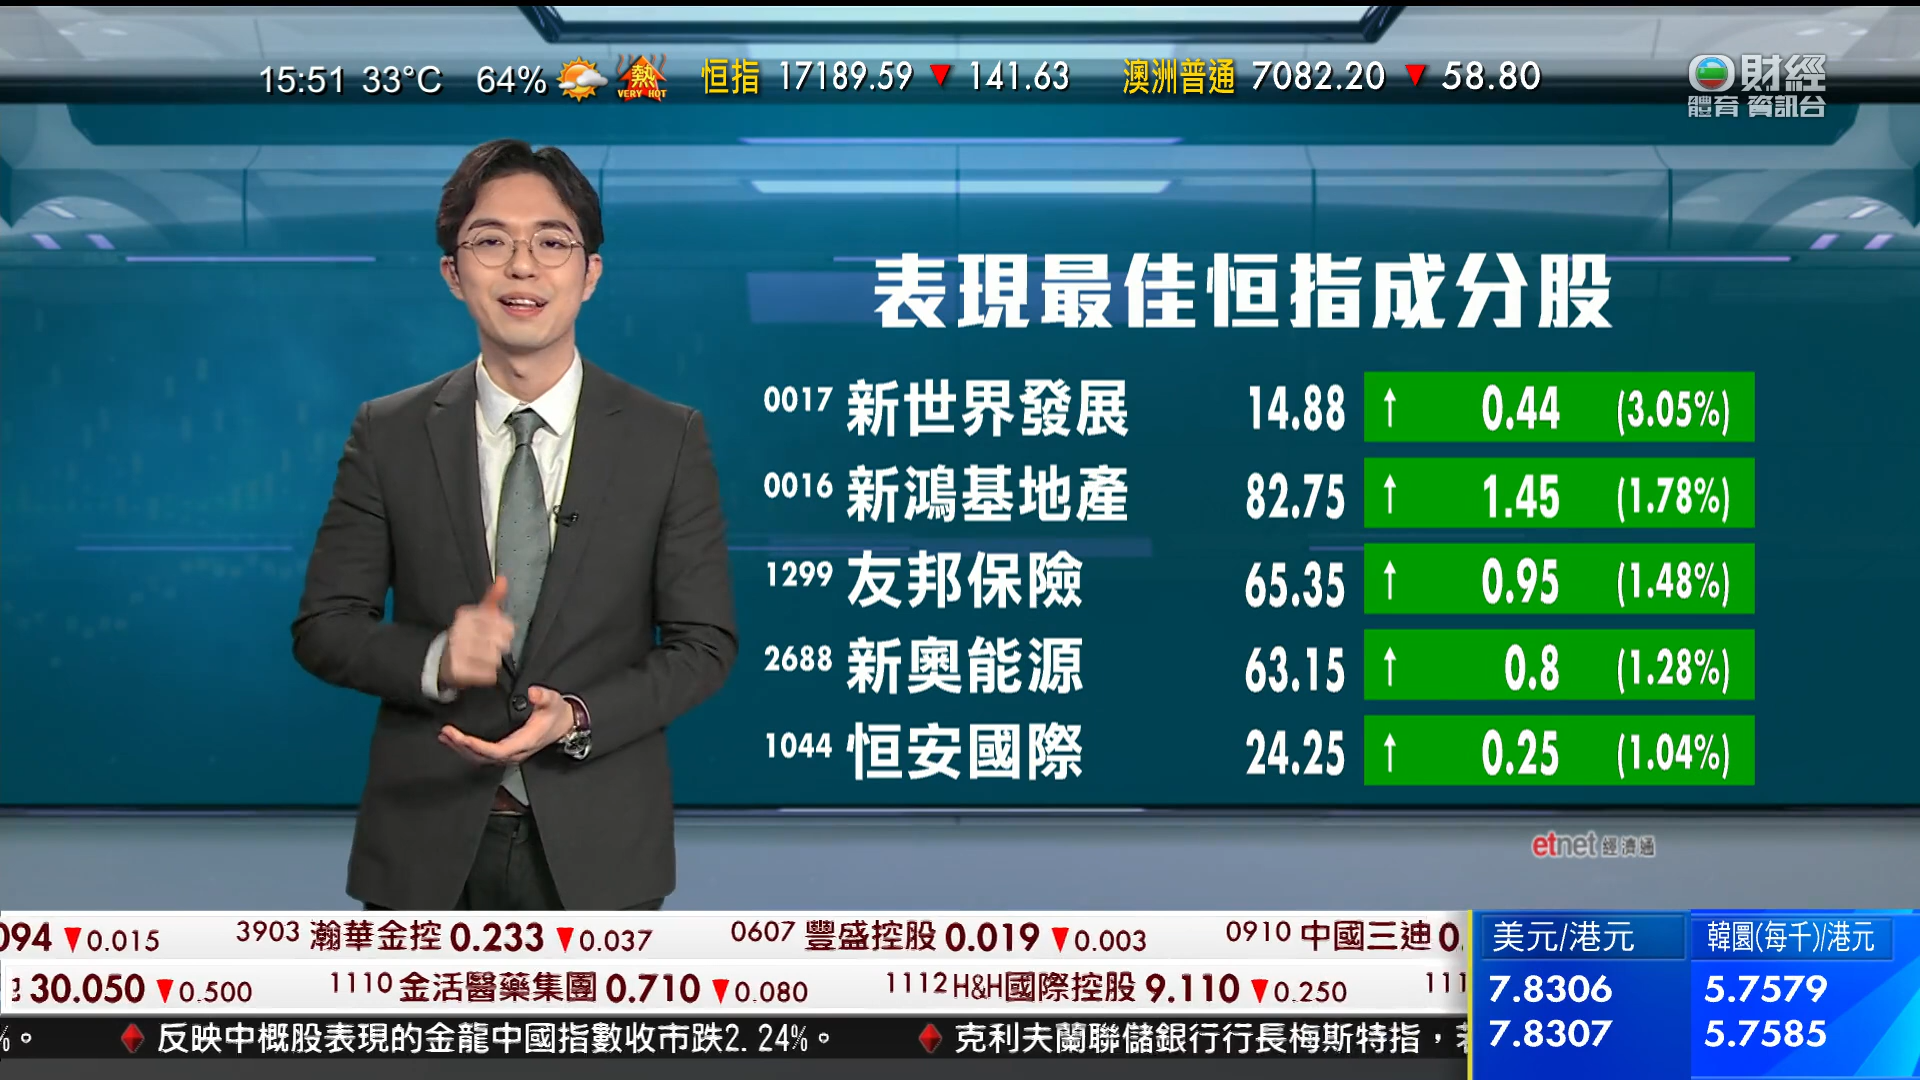 15:51 33°C 64% 熱 VERY HOT 恒指 17189.59 ▼ 141.63 澳洲普通 7082.20 ▼ 58.80
財經
體育 資訊台
表現最佳恒指成分股
0017 新世界發展 14.88 ↑ 0.44 (3.05%)
0016 新鴻基地產 82.75 ↑ 1.45 (1.78%)
1299 友邦保險 65.35 ↑ 0.95 (1.48%)
2688 新奧能源 63.15 ↑ 0.8 (1.28%)
1044 恒安國際 24.25 ↑ 0.25 (1.04%)
etnet 經濟通
094 ▼0.015 3903 瀚華金控 0.233 ▼0.037 0607 豐盛控股 0.019 ▼0.003 0910 中國三迪 0.
30.050 ▼0.500 1110 金活醫藥集團 0.710 ▼0.080 1112 H&H國際控股 9.110 ▼0.250 111
%。 反映中概股表現的金龍中國指數收市跌2.24%。 克利夫蘭聯儲銀行行長梅斯特指，
美元/港元
7.8306
7.8307
韓圜(每千)/港元
5.7579
5.7585